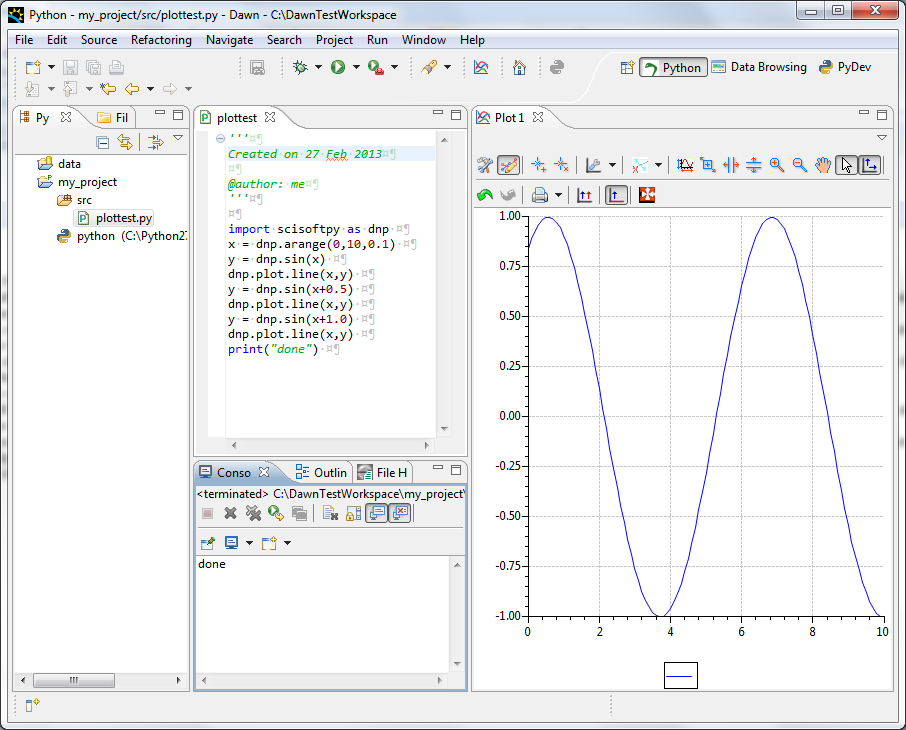 Python - my_project/src/plottest.py - Dawn - C:\DawnTestWorkspace
File Edit Source Refactoring Navigate Search Project Run Window Help
Python Data Browsing PyDev
Py Fil
data
my_project
src
plottest.py
python (C:\Python27
plottest
'''¤¶
Created·on·27·Feb·2013¤¶
¤¶
@author:·me¤¶
'''¤¶
¤¶
import·scisoftpy·as·dnp·¤¶
x·=·dnp.arange(0,10,0.1)·¤¶
y·=·dnp.sin(x)·¤¶
dnp.plot.line(x,y)·¤¶
y·=·dnp.sin(x+0.5)·¤¶
dnp.plot.line(x,y)·¤¶
y·=·dnp.sin(x+1.0)·¤¶
dnp.plot.line(x,y)·¤¶
print("done")·¤¶
Conso Outlin File H
<terminated> C:\DawnTestWorkspace\my_project\
done
Plot 1
1.00
0.75
0.50
0.25
0.00
-0.25
-0.50
-0.75
-1.00
0 2 4 6 8 10